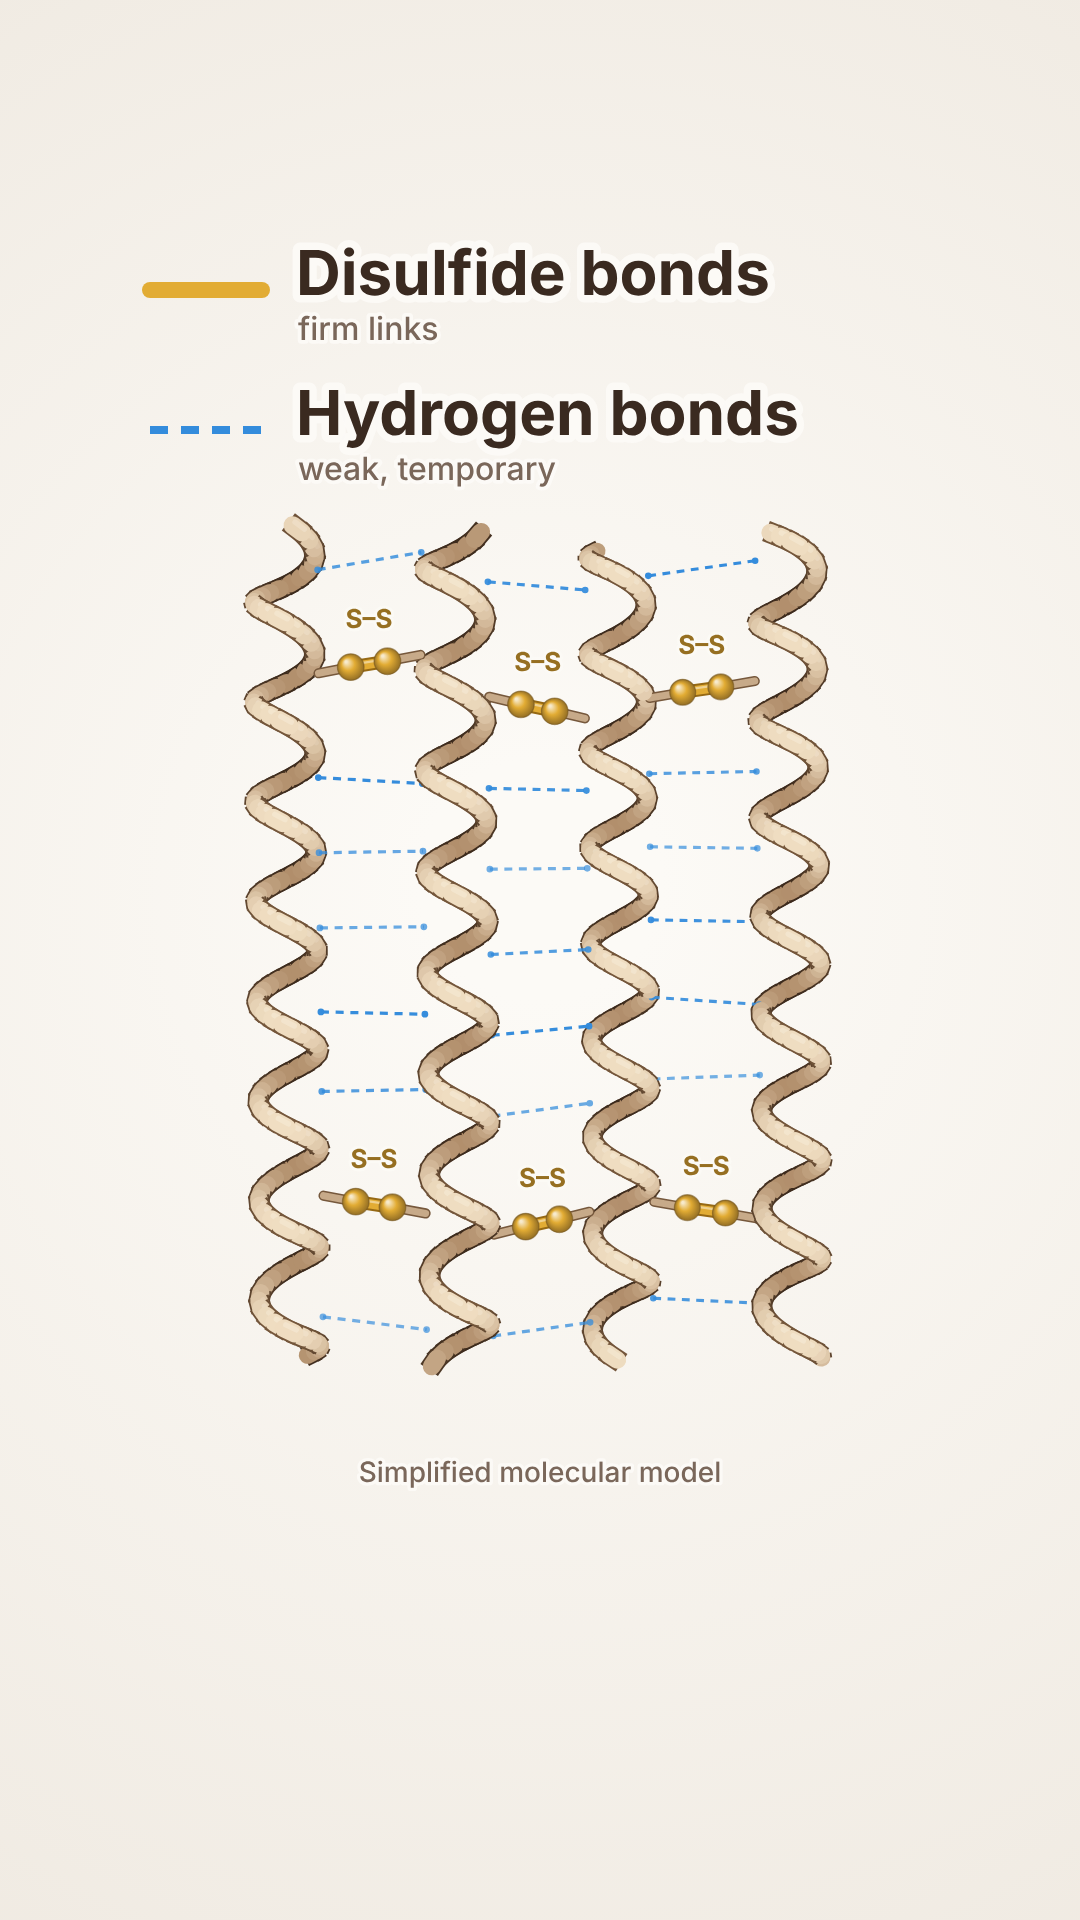 Disulfide bonds
firm links
Hydrogen bonds
weak, temporary
S–S
S–S
S–S
S–S
S–S
S–S
Simplified molecular model